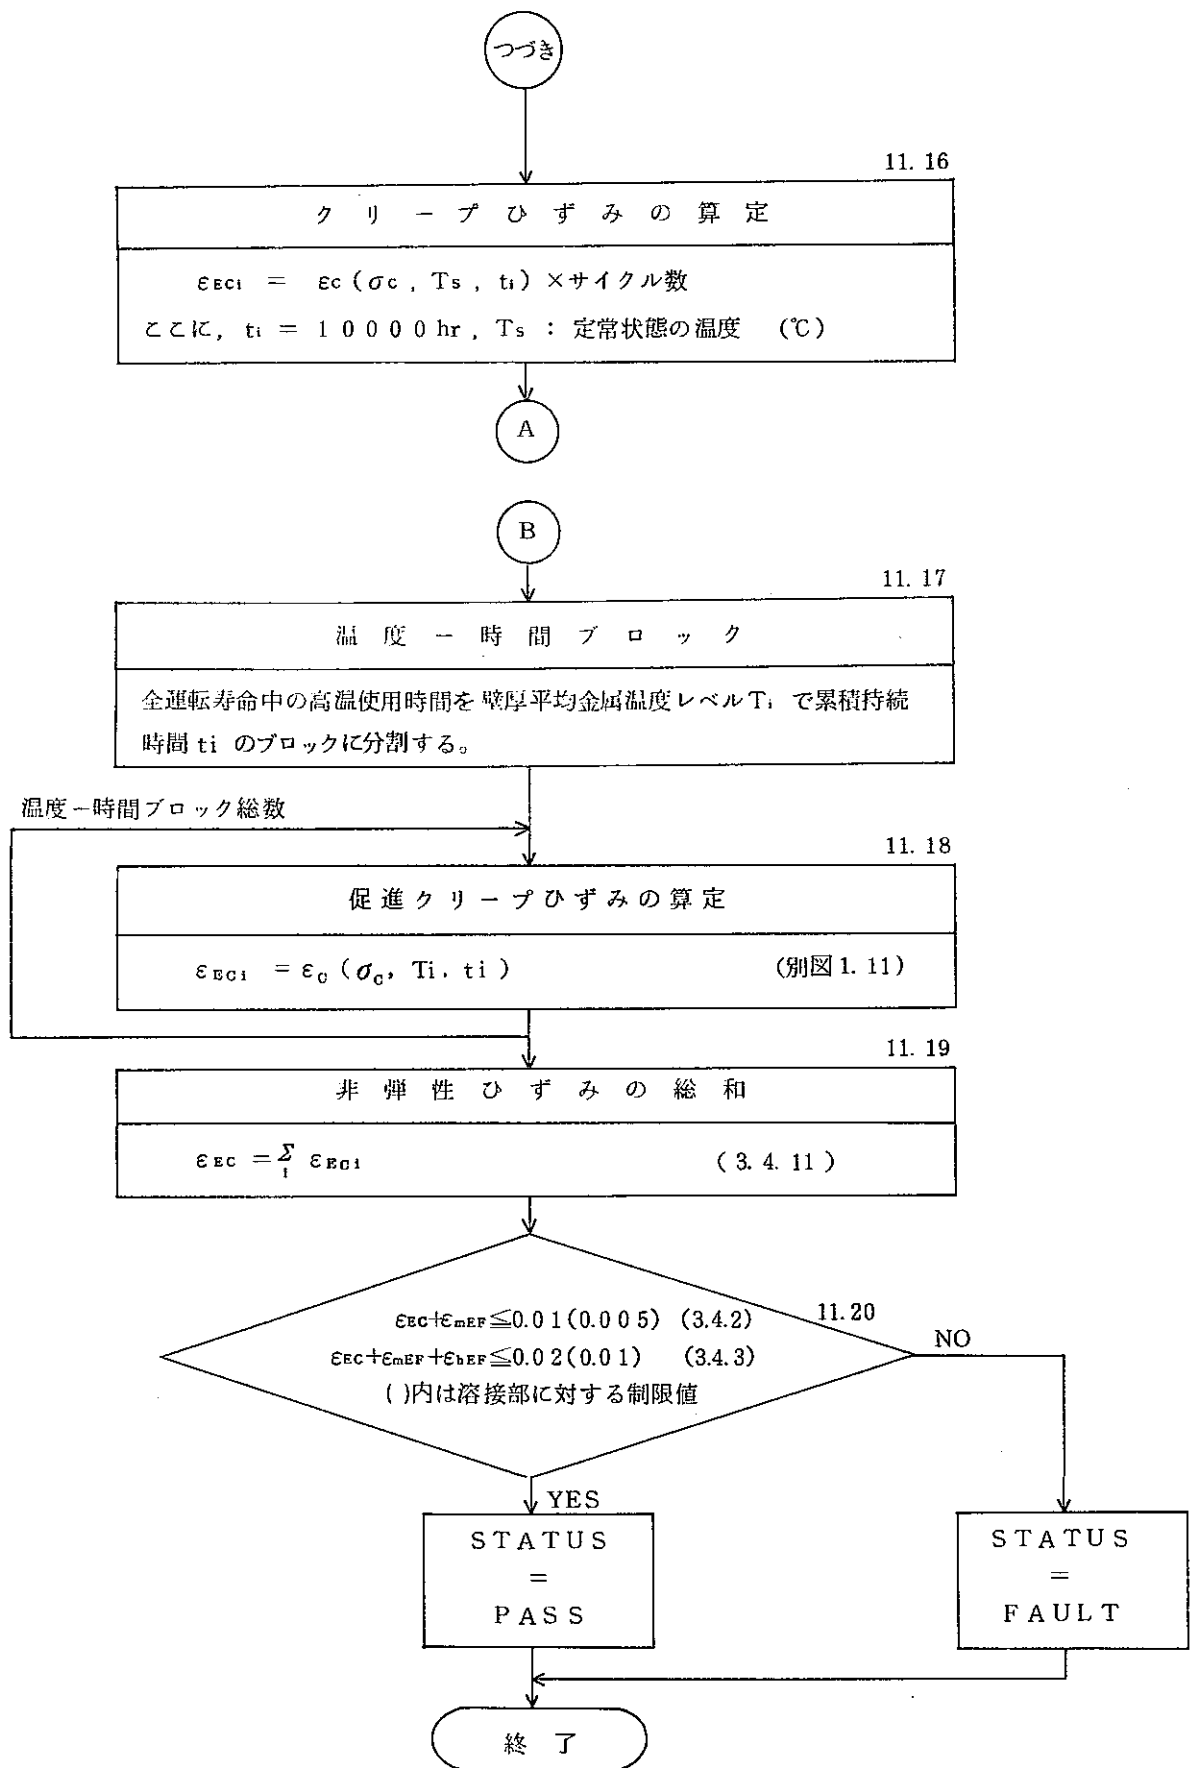 つづき
11.16
クリープひずみの算定
εECi = εC (σC, TS, ti) ×サイクル数
ここに, ti = 10000hr, TS : 定常状態の温度 (℃)
A
B
11.17
温度-時間ブロック
全運転寿命中の高温使用時間を壁厚平均金属温度レベルTi で累積持続
時間 ti のブロックに分割する。
温度-時間ブロック総数
11.18
促進クリープひずみの算定
εECi = εC (σC, Ti, ti) (別図1.11)
11.19
非弾性ひずみの総和
εEC = Σi εECi (3.4.11)
11.20
εEC+εmEF≦0.01(0.005) (3.4.2)
εEC+εmEF+εbEF≦0.02(0.01) (3.4.3)
( )内は溶接部に対する制限値
NO
YES
STATUS
=
PASS
STATUS
=
FAULT
終了